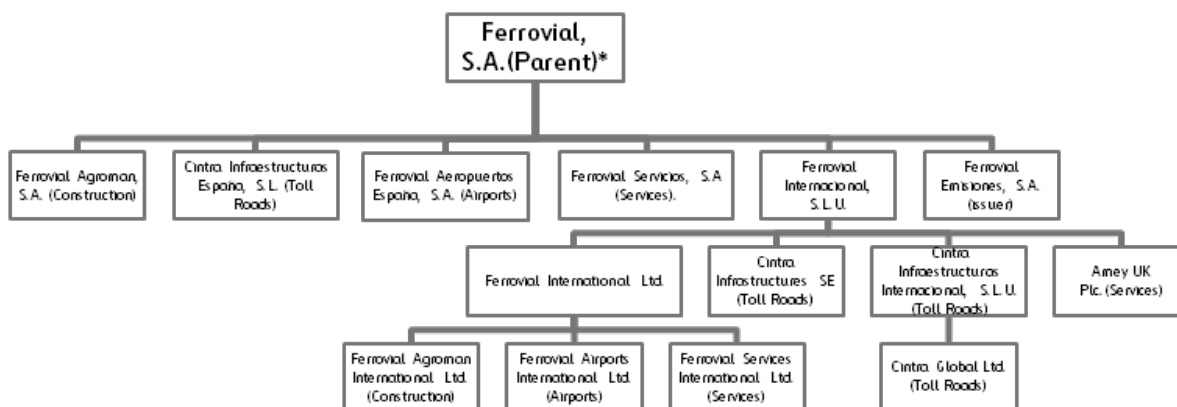 Ferrovial,
S.A.(Parent)*
Ferrovial Agroman,
S.A. (Construction)
Cintra Infraestructuras
España, S.L. (Toll
Roads)
Ferrovial Aeropuertos
España, S.A. (Airports)
Ferrovial Servicios, S.A
(Services).
Ferrovial
Internacional,
S.L.U.
Ferrovial
Emisiones, S.A.
(issuer)
Ferrovial International Ltd.
Cintra
Infrastructures SE
(Toll Roads)
Cintra
Infraestructuras
Internacional, S.L.U.
(Toll Roads)
Amey UK
Plc. (Services)
Ferrovial Agroman
International Ltd.
(Construction)
Ferrovial Airports
International Ltd.
(Airports)
Ferrovial Services
International Ltd.
(Services)
Cintra Global Ltd.
(Toll Roads)